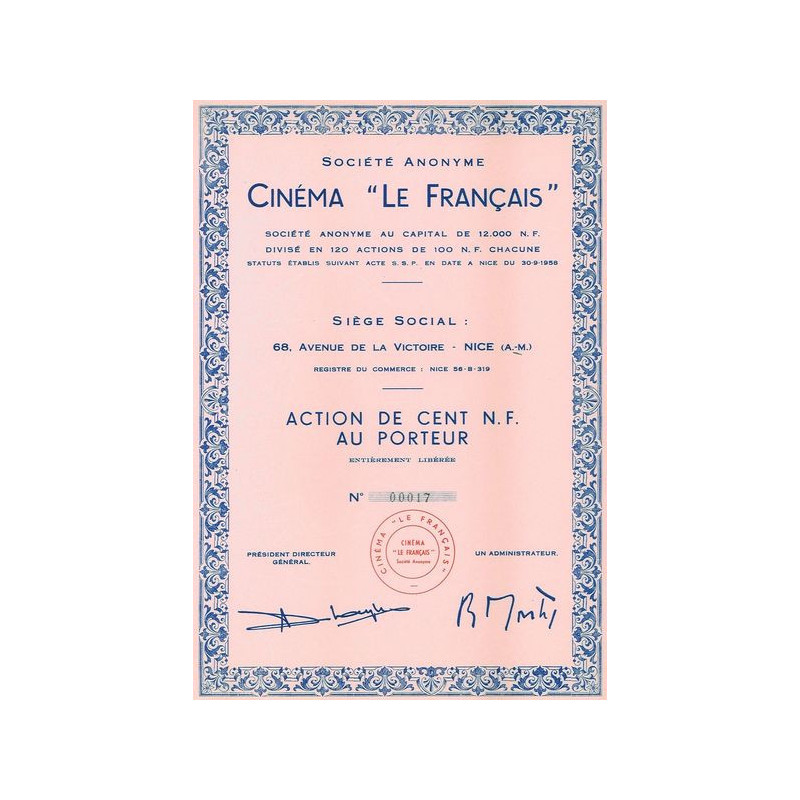 SOCIÉTÉ ANONYME
CINÉMA "LE FRANÇAIS"
SOCIÉTÉ ANONYME AU CAPITAL DE 12.000 N. F.
DIVISÉ EN 120 ACTIONS DE 100 N. F. CHACUNE
STATUTS ÉTABLIS SUIVANT ACTE S. S. P. EN DATE A NICE DU 30-9-1958
SIÈGE SOCIAL :
68, AVENUE DE LA VICTOIRE - NICE (A.-M.)
REGISTRE DU COMMERCE : NICE 56-B-319
ACTION DE CENT N. F.
AU PORTEUR
ENTIÈREMENT LIBÉRÉE
N° 00017
CINÉMA "LE FRANÇAIS"
CINÉMA
"LE FRANÇAIS"
Société Anonyme
PRÉSIDENT DIRECTEUR
GÉNÉRAL.
UN ADMINISTRATEUR.